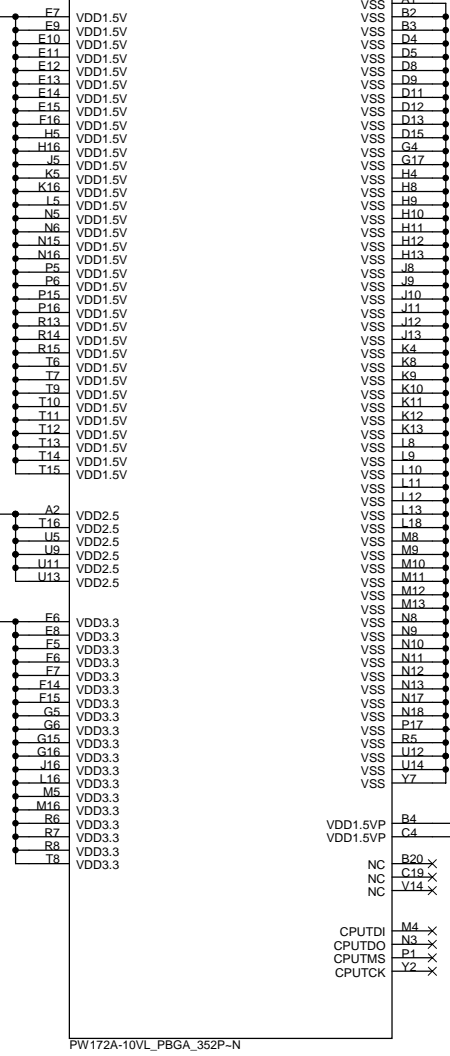 E7 VDD1.5V
E9 VDD1.5V
E10 VDD1.5V
E11 VDD1.5V
E12 VDD1.5V
E13 VDD1.5V
E14 VDD1.5V
E15 VDD1.5V
F16 VDD1.5V
H5 VDD1.5V
H16 VDD1.5V
J5 VDD1.5V
K5 VDD1.5V
K16 VDD1.5V
L5 VDD1.5V
N5 VDD1.5V
N6 VDD1.5V
N15 VDD1.5V
N16 VDD1.5V
P5 VDD1.5V
P6 VDD1.5V
P15 VDD1.5V
P16 VDD1.5V
R13 VDD1.5V
R14 VDD1.5V
R15 VDD1.5V
T6 VDD1.5V
T7 VDD1.5V
T9 VDD1.5V
T10 VDD1.5V
T11 VDD1.5V
T12 VDD1.5V
T13 VDD1.5V
T14 VDD1.5V
T15 VDD1.5V
A2 VDD2.5
T16 VDD2.5
U5 VDD2.5
U9 VDD2.5
U11 VDD2.5
U13 VDD2.5
E6 VDD3.3
E8 VDD3.3
F5 VDD3.3
F6 VDD3.3
F7 VDD3.3
F14 VDD3.3
F15 VDD3.3
G5 VDD3.3
G6 VDD3.3
G15 VDD3.3
G16 VDD3.3
J16 VDD3.3
L16 VDD3.3
M5 VDD3.3
M16 VDD3.3
R6 VDD3.3
R7 VDD3.3
R8 VDD3.3
T8 VDD3.3
VSS
VSS B2
VSS B3
VSS D4
VSS D5
VSS D8
VSS D9
VSS D11
VSS D12
VSS D13
VSS D15
VSS G4
VSS G17
VSS H4
VSS H8
VSS H9
VSS H10
VSS H11
VSS H12
VSS H13
VSS J8
VSS J9
VSS J10
VSS J11
VSS J12
VSS J13
VSS K4
VSS K8
VSS K9
VSS K10
VSS K11
VSS K12
VSS K13
VSS L8
VSS L9
VSS L10
VSS L11
VSS L12
VSS L13
VSS L18
VSS M8
VSS M9
VSS M10
VSS M11
VSS M12
VSS M13
VSS N8
VSS N9
VSS N10
VSS N11
VSS N12
VSS N13
VSS N17
VSS N18
VSS P17
VSS R5
VSS U12
VSS U14
VSS Y7
VDD1.5VP B4
VDD1.5VP C4
NC B20
NC C19
NC V14
CPUTDI M4
CPUTDO N3
CPUTMS P1
CPUTCK Y2
PW172A-10VL_PBGA_352P~N